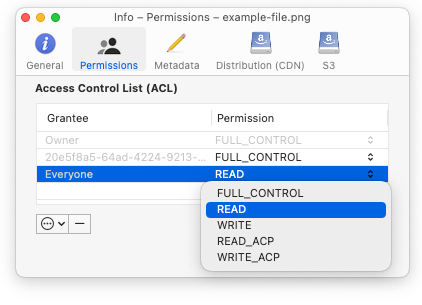 Info – Permissions – example-file.png
General Permissions Metadata Distribution (CDN) S3
Access Control List (ACL)
Grantee Permission
Owner FULL_CONTROL
20e5f8a5-64ad-4224-9213-... FULL_CONTROL
Everyone READ
FULL_CONTROL
READ
WRITE
READ_ACP
WRITE_ACP